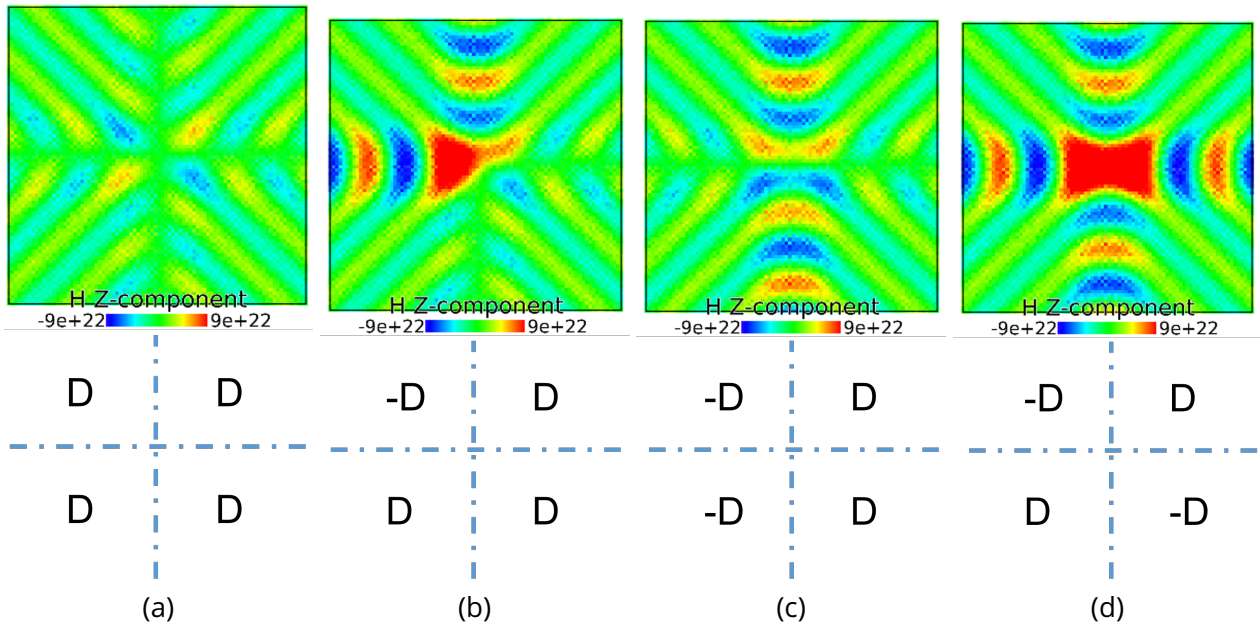 H Z-component
-9e+22 9e+22
H Z-component
-9e+22 9e+22
H Z-component
-9e+22 9e+22
H Z-component
-9e+22 9e+22
D D -D D -D D -D D
D D D D -D D D -D
(a) (b) (c) (d)